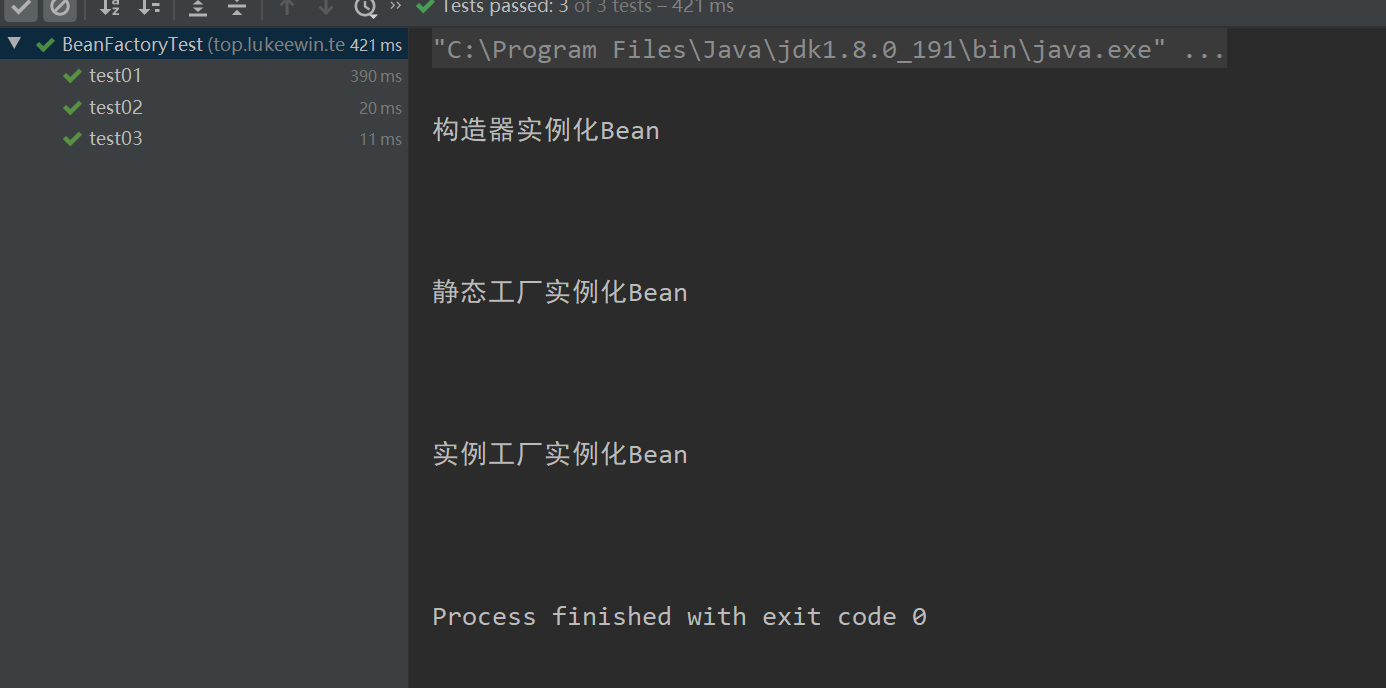 Tests passed: 3 of 3 tests – 421 ms
BeanFactoryTest (top.lukeewin.te 421 ms
test01 390 ms
test02 20 ms
test03 11 ms
"C:\Program Files\Java\jdk1.8.0_191\bin\java.exe" ...
构造器实例化Bean
静态工厂实例化Bean
实例工厂实例化Bean
Process finished with exit code 0